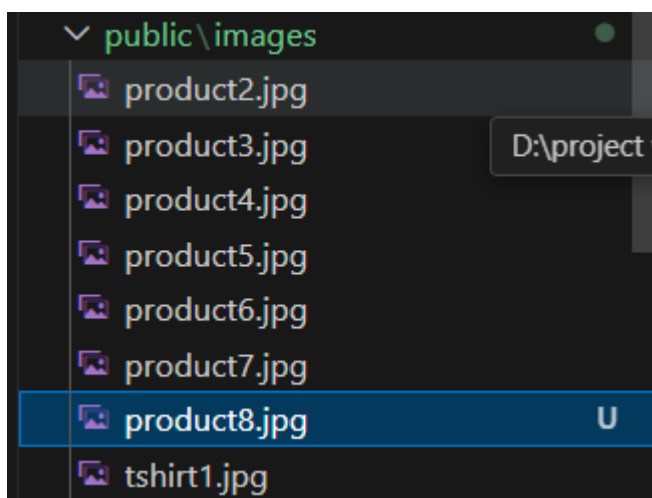 public\images
product2.jpg
product3.jpg
D:\project
product4.jpg
product5.jpg
product6.jpg
product7.jpg
product8.jpg U
tshirt1.jpg